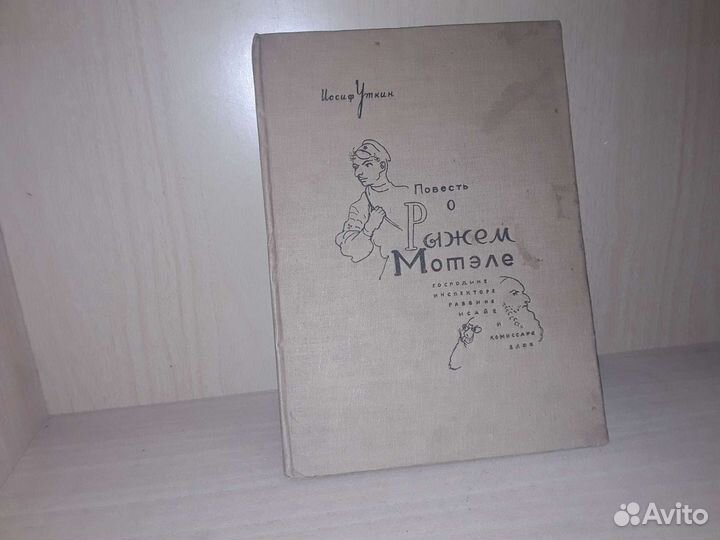 Иосиф Уткин
Повесть
о
Рыжем
Мотэле
господине
инспекторе
раввине
исайе
и
комиссаре
блох
Avito